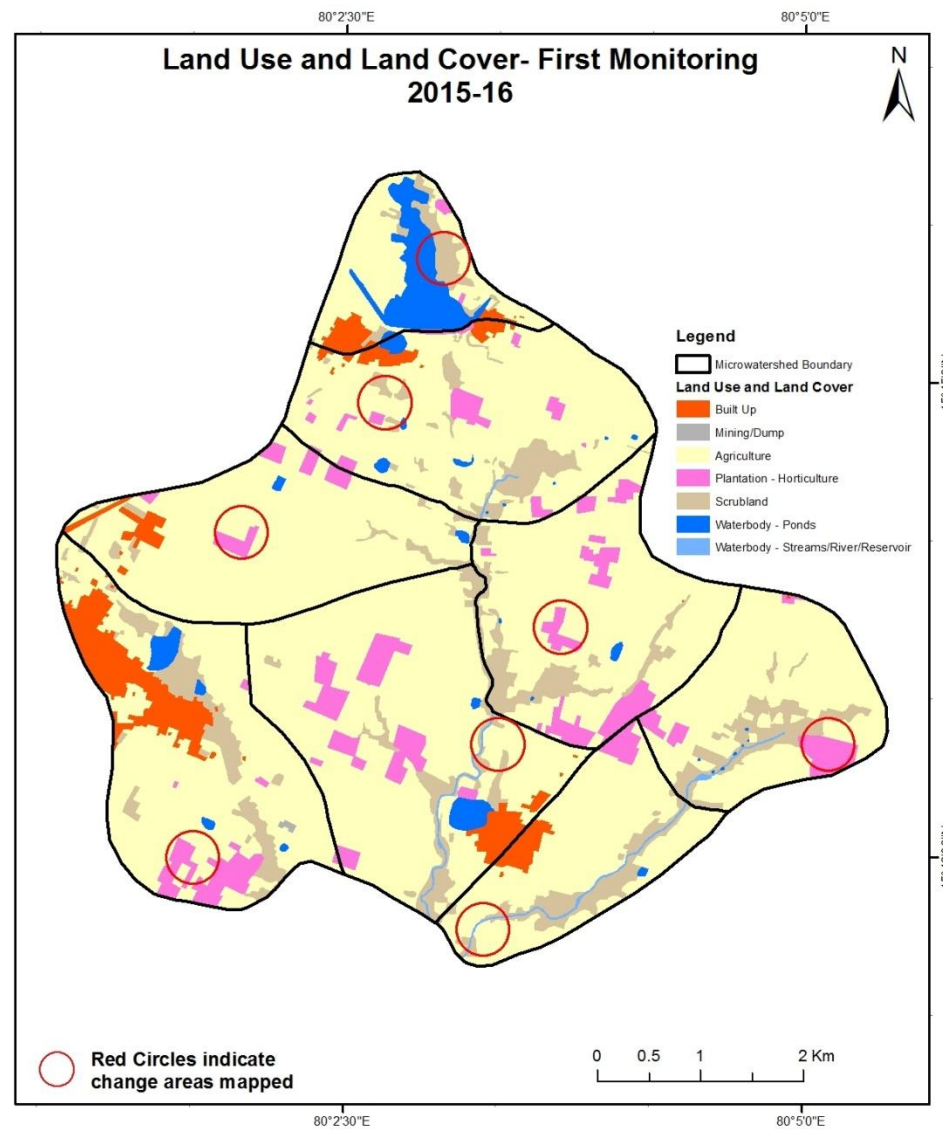 80°2'30"E
80°5'0"E
Land Use and Land Cover- First Monitoring
2015-16
N
Legend
Microwatershed Boundary
Land Use and Land Cover
Built Up
Mining/Dump
Agriculture
Plantation - Horticulture
Scrubland
Waterbody - Ponds
Waterbody - Streams/River/Reservoir
Red Circles indicate
change areas mapped
0 0.5 1 2 Km
80°2'30"E
80°5'0"E